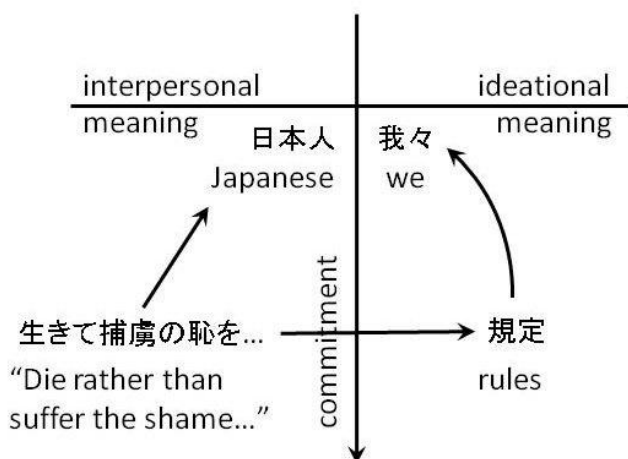 interpersonal
meaning
ideational
meaning
日本人
Japanese
我々
we
commitment
生きて捕虜の恥を...
“Die rather than
suffer the shame...”
規定
rules